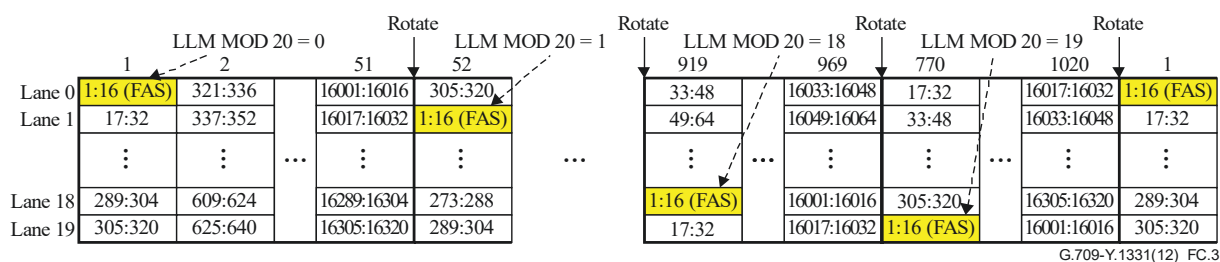 Rotate Rotate Rotate Rotate
LLM MOD 20 = 0 LLM MOD 20 = 1 LLM MOD 20 = 18 LLM MOD 20 = 19
1 2 51 52 919 969 770 1020 1
Lane 0 1:16 (FAS) 321:336 16001:16016 305:320 33:48 16033:16048 17:32 16017:16032 1:16 (FAS)
Lane 1 17:32 337:352 16017:16032 1:16 (FAS) 49:64 16049:16064 33:48 16033:16048 17:32
⋮ ⋮ ... ⋮ ⋮ ... ⋮ ... ⋮ ⋮ ... ⋮ ⋮
Lane 18 289:304 609:624 16289:16304 273:288 1:16 (FAS) 16001:16016 305:320 16305:16320 289:304
Lane 19 305:320 625:640 16305:16320 289:304 17:32 16017:16032 1:16 (FAS) 16001:16016 305:320
G.709-Y.1331(12)_FC.3